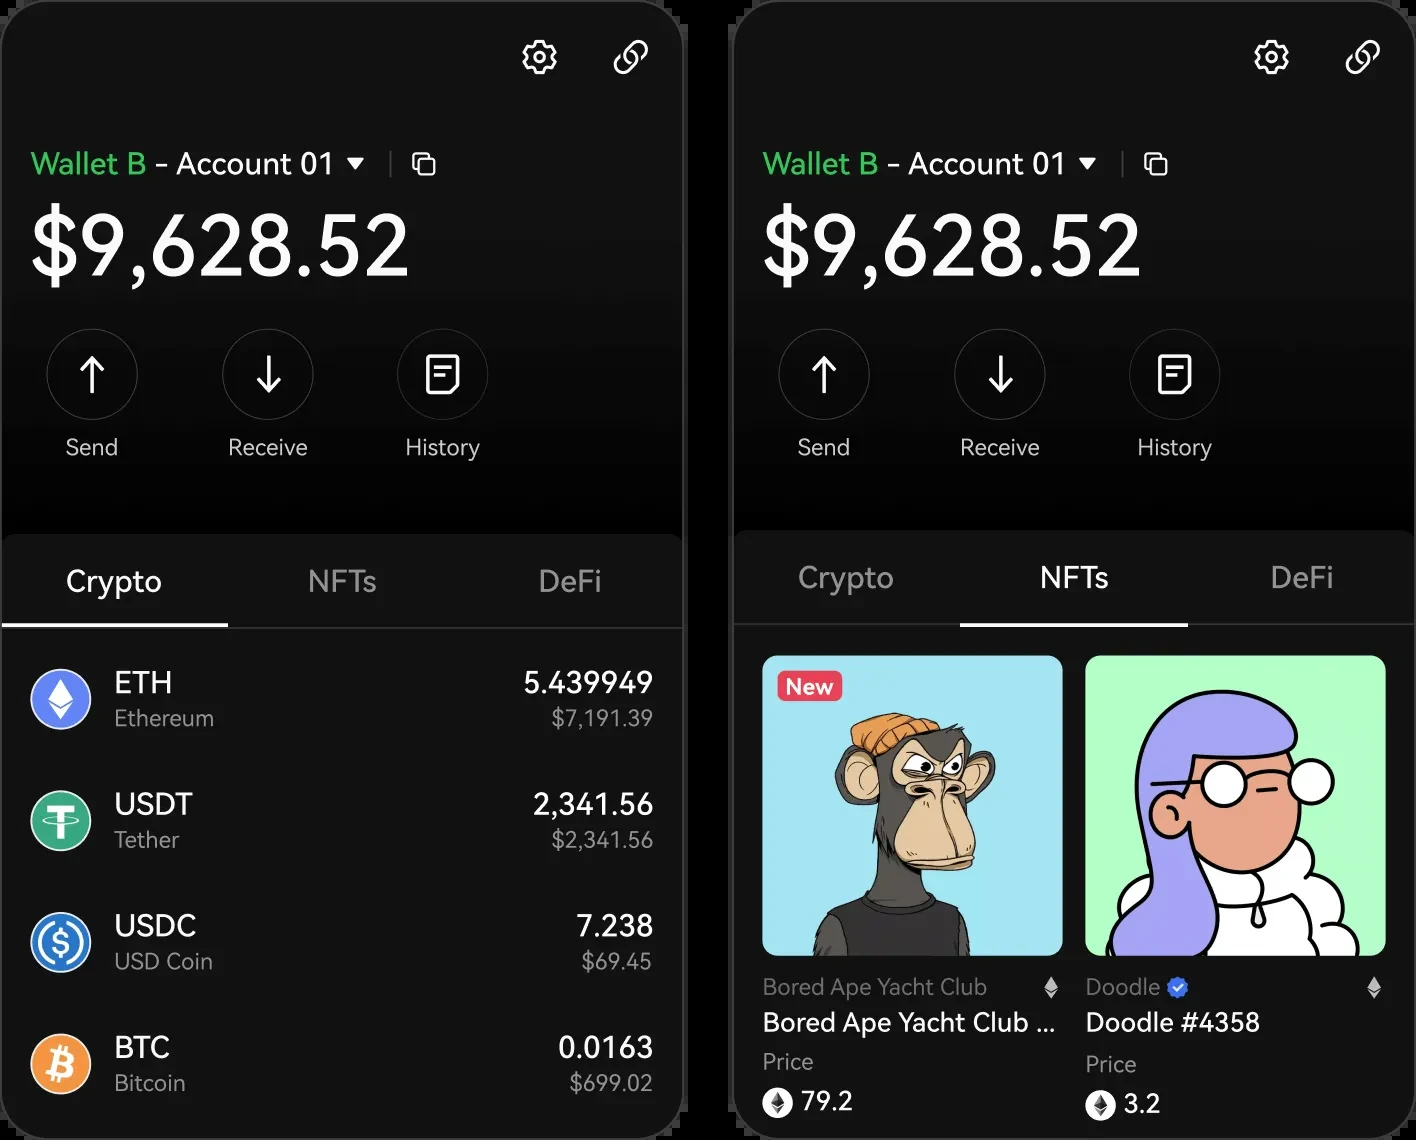 Wallet B - Account 01
$9,628.52
Send Receive History
Crypto NFTs DeFi
ETH 5.439949
Ethereum $7,191.39
USDT 2,341.56
Tether $2,341.56
USDC 7.238
USD Coin $69.45
BTC 0.0163
Bitcoin $699.02
Wallet B - Account 01
$9,628.52
Send Receive History
Crypto NFTs DeFi
New
Bored Ape Yacht Club
Bored Ape Yacht Club ...
Price
79.2
Doodle
Doodle #4358
Price
3.2